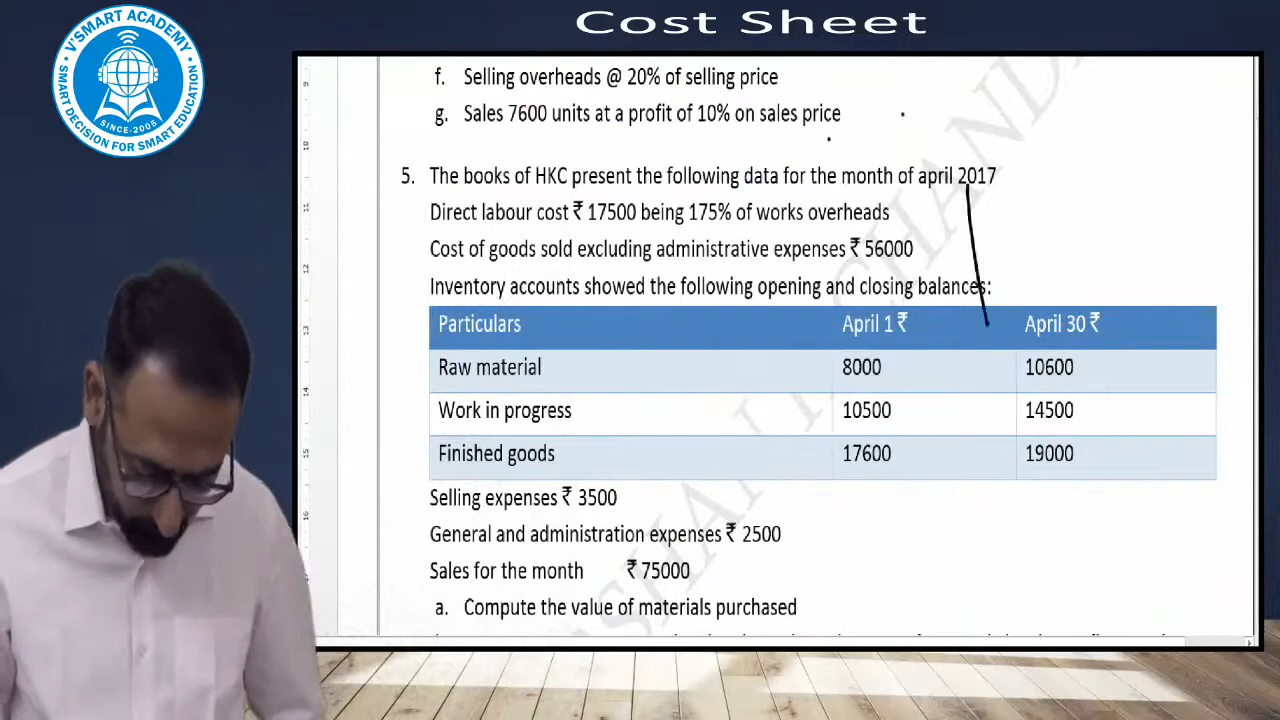 Cost Sheet
V'SMART ACADEMY
SMART DECISION FOR SMART EDUCATION
SINCE-2005
f. Selling overheads @ 20% of selling price
g. Sales 7600 units at a profit of 10% on sales price
5. The books of HKC present the following data for the month of april 2017
Direct labour cost ₹ 17500 being 175% of works overheads
Cost of goods sold excluding administrative expenses ₹ 56000
Inventory accounts showed the following opening and closing balances:
Particulars April 1 ₹ April 30 ₹
Raw material 8000 10600
Work in progress 10500 14500
Finished goods 17600 19000
Selling expenses ₹ 3500
General and administration expenses ₹ 2500
Sales for the month ₹ 75000
a. Compute the value of materials purchased